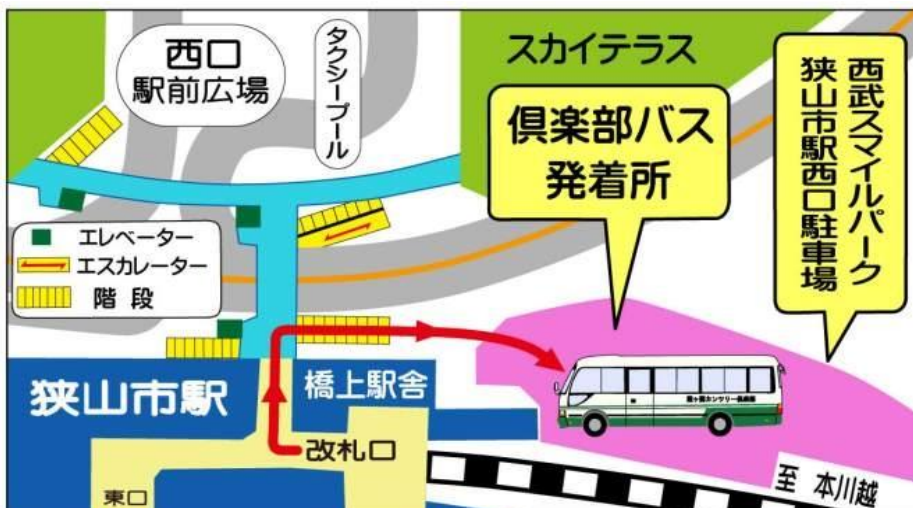 西口
駅前広場
タクシープール
スカイテラス
倶楽部バス
発着所
西武スマイルパーク
狭山市駅西口駐車場
エレベーター
エスカレーター
階段
狭山市駅
橋上駅舎
改札口
東口
至 本川越